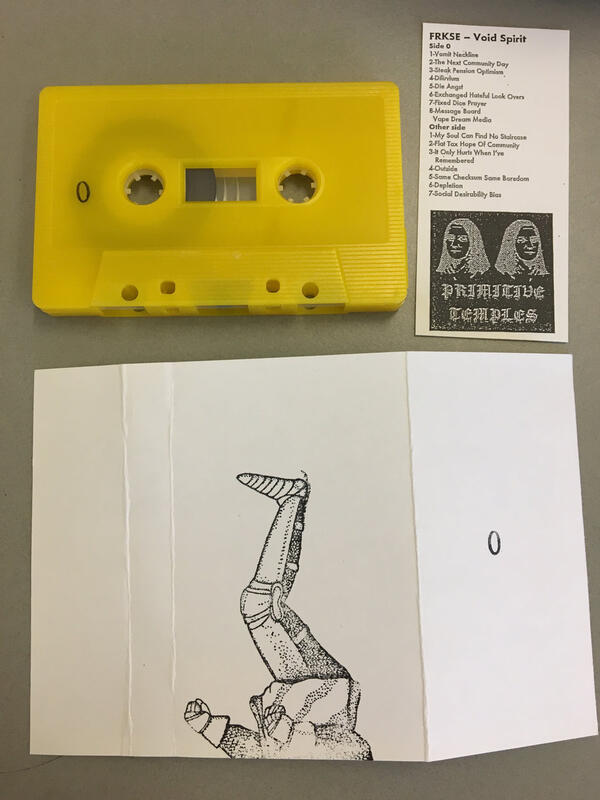 0
FRKSE – Void Spirit
Side 0
1-Vomit Neckline
2-The Next Community Day
3-Steak Pension Optimism
4-Dilirvium
5-Die Angst
6-Exchanged Hateful Look Overs
7-Fixed Dice Prayer
8-Message Board
Vape Dream Media
Other side
1-My Soul Can Find No Staircase
2-Flat Tax Hope Of Community
3-It Only Hurts When I've
Remembered
4-Outside
5-Same Checksum Same Boredom
6-Depletion
7-Social Desirability Bias
PRIMITIVE
TEMPLES
0